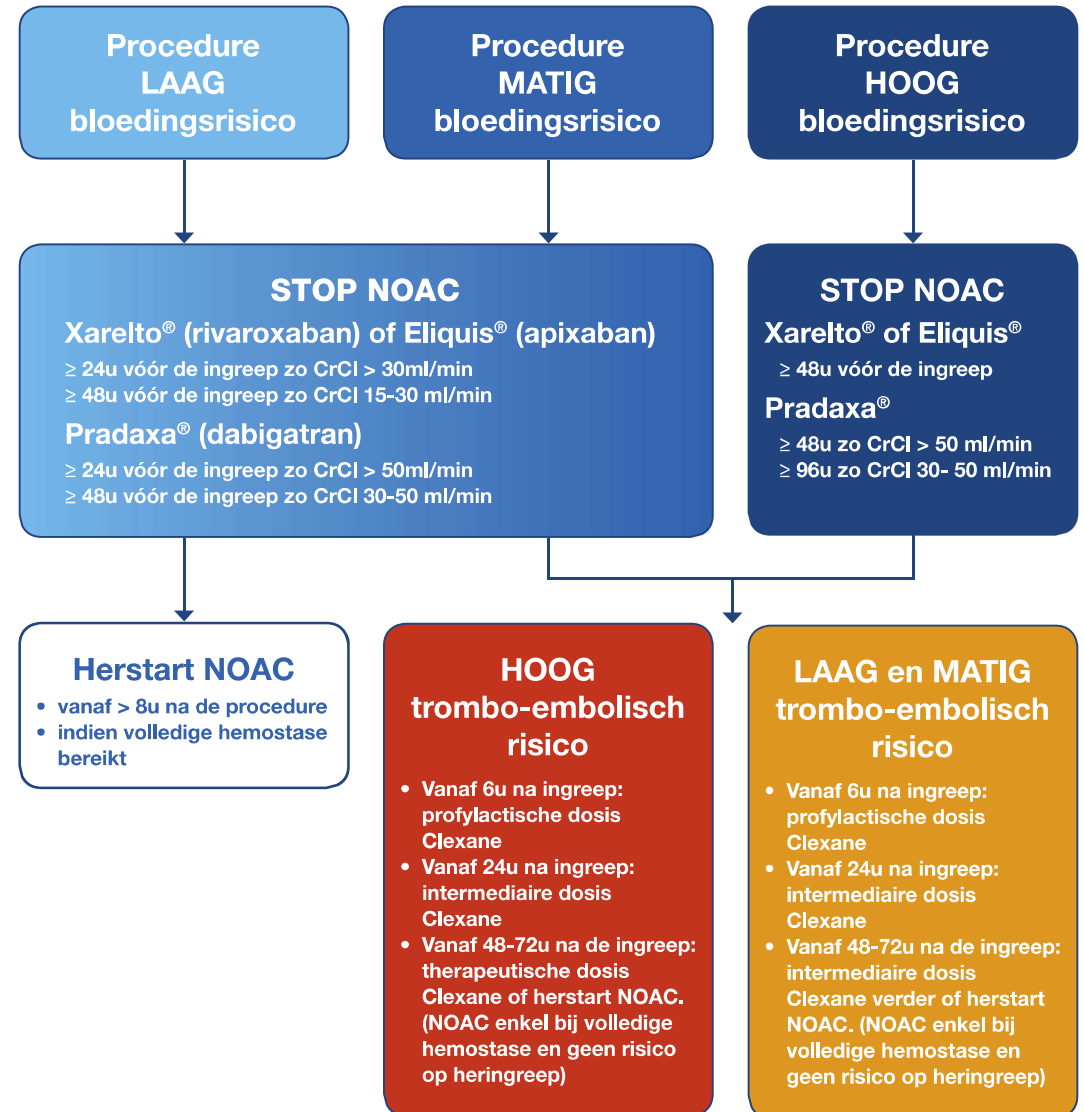 Procedure
LAAG
bloedingsrisico
Procedure
MATIG
bloedingsrisico
Procedure
HOOG
bloedingsrisico
STOP NOAC
Xarelto® (rivaroxaban) of Eliquis® (apixaban)
≥ 24u vóór de ingreep zo CrCl > 30ml/min
≥ 48u vóór de ingreep zo CrCl 15-30 ml/min
Pradaxa® (dabigatran)
≥ 24u vóór de ingreep zo CrCl > 50ml/min
≥ 48u vóór de ingreep zo CrCl 30-50 ml/min
STOP NOAC
Xarelto® of Eliquis®
≥ 48u vóór de ingreep
Pradaxa®
≥ 48u zo CrCl > 50 ml/min
≥ 96u zo CrCl 30- 50 ml/min
Herstart NOAC
• vanaf > 8u na de procedure
• indien volledige hemostase
bereikt
HOOG
trombo-embolisch
risico
• Vanaf 6u na ingreep:
profylactische dosis
Clexane
• Vanaf 24u na ingreep:
intermediaire dosis
Clexane
• Vanaf 48-72u na de ingreep:
therapeutische dosis
Clexane of herstart NOAC.
(NOAC enkel bij volledige
hemostase en geen risico
op heringreep)
LAAG en MATIG
trombo-embolisch
risico
• Vanaf 6u na ingreep:
profylactische dosis
Clexane
• Vanaf 24u na ingreep:
intermediaire dosis
Clexane
• Vanaf 48-72u na de ingreep:
intermediaire dosis
Clexane verder of herstart
NOAC. (NOAC enkel bij
volledige hemostase en
geen risico op heringreep)